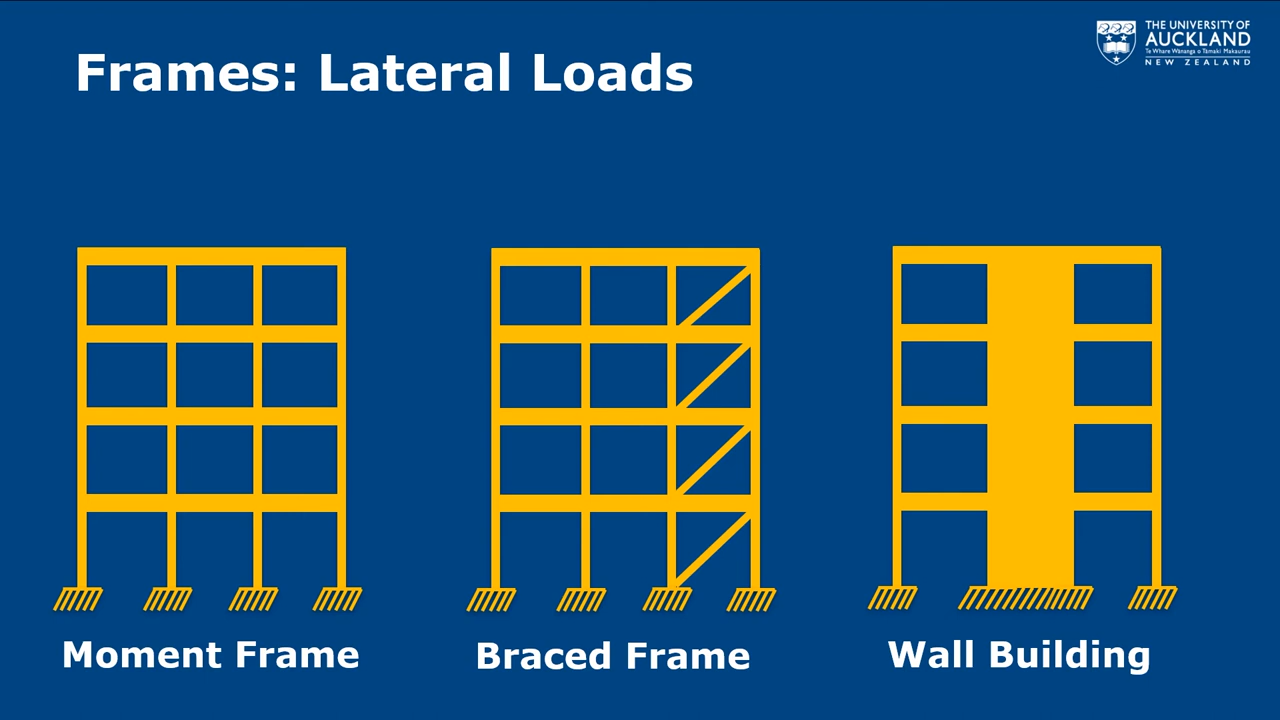 Frames: Lateral Loads
THE UNIVERSITY OF
AUCKLAND
Te Whare Wānanga o Tāmaki Makaurau
NEW ZEALAND
Moment Frame
Braced Frame
Wall Building